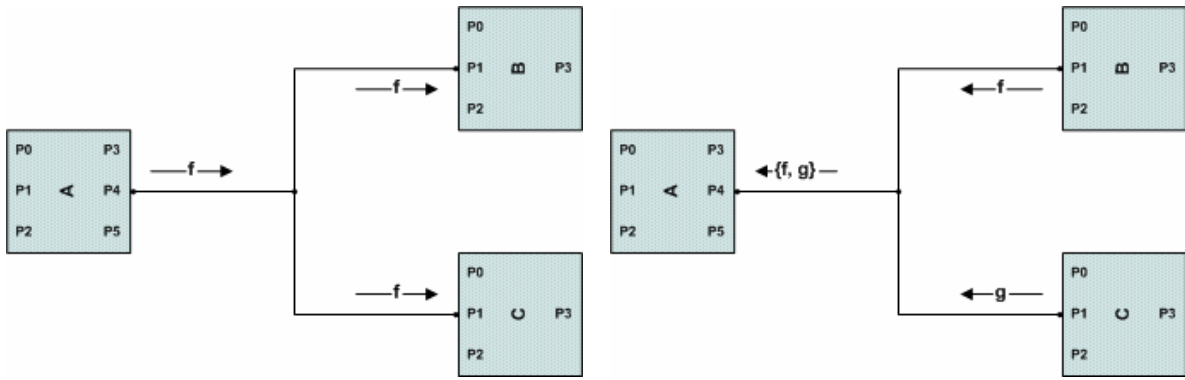 P0
P1 B P3
f
P2
P0 P3
f
P1 A P4
P2 P5
P0
f
P1 C P3
P2
P0
P1 B P3
f
P2
P0 P3
{f, g}
P1 A P4
P2 P5
P0
g
P1 C P3
P2